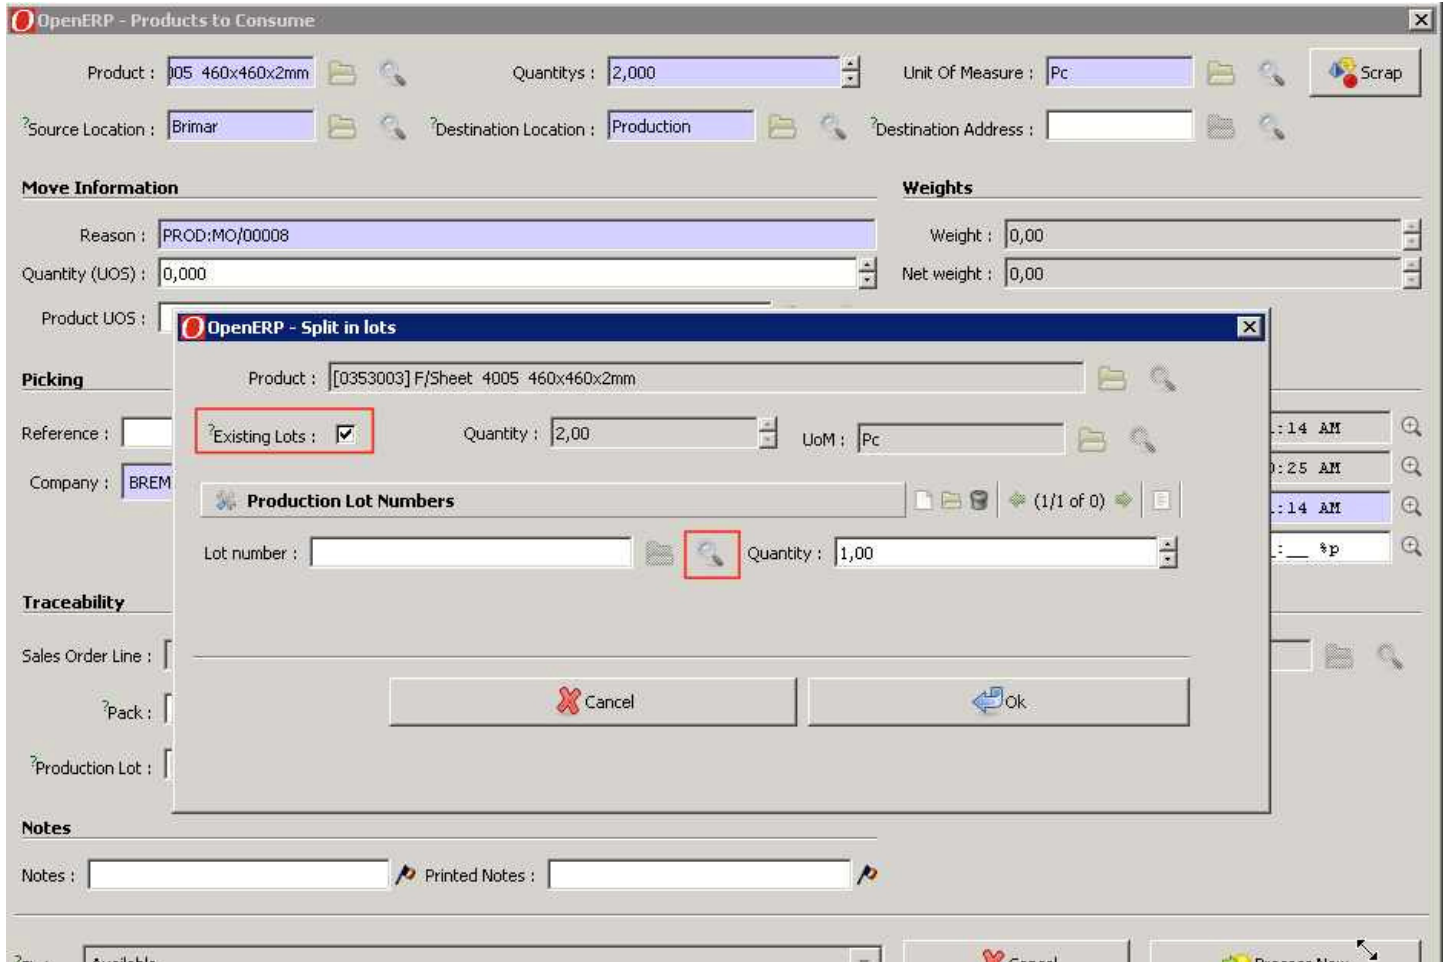 OpenERP - Products to Consume
Product : 005 460x460x2mm Quantitys : 2,000 Unit Of Measure : Pc Scrap
?Source Location : Brimar ?Destination Location : Production ?Destination Address :
Move Information Weights
Reason : PROD:MO/00008 Weight : 0,00
Quantity (UOS) : 0,000 Net weight : 0,00
Product UOS :
OpenERP - Split in lots
Product : [0353003] F/Sheet 4005 460x460x2mm
Picking
Reference : ?Existing Lots : Quantity : 2,00 UoM : Pc :14 AM
Company : BREM :25 AM
Production Lot Numbers (1/1 of 0) :14 AM
Lot number : Quantity : 1,00 :__ %p
Traceability
Sales Order Line :
Cancel Ok
?Pack :
?Production Lot :
Notes
Notes : Printed Notes :
Available Cancel Process Now